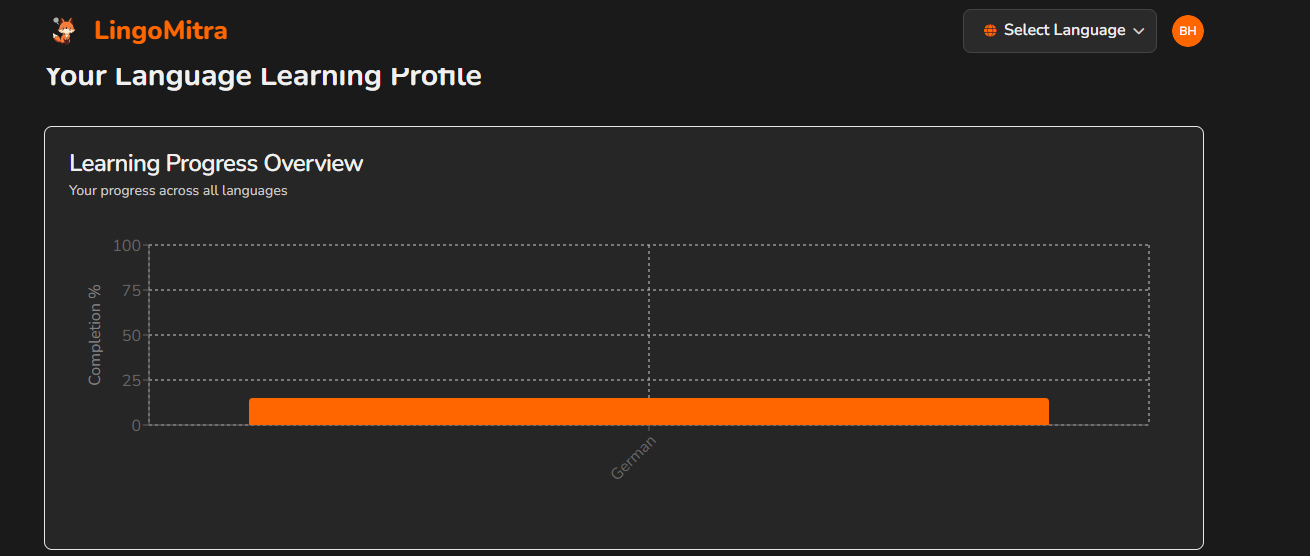 LingoMitra
Select Language
BH
Your Language Learning Profile
Learning Progress Overview
Your progress across all languages
100
75
50
25
0
Completion %
German